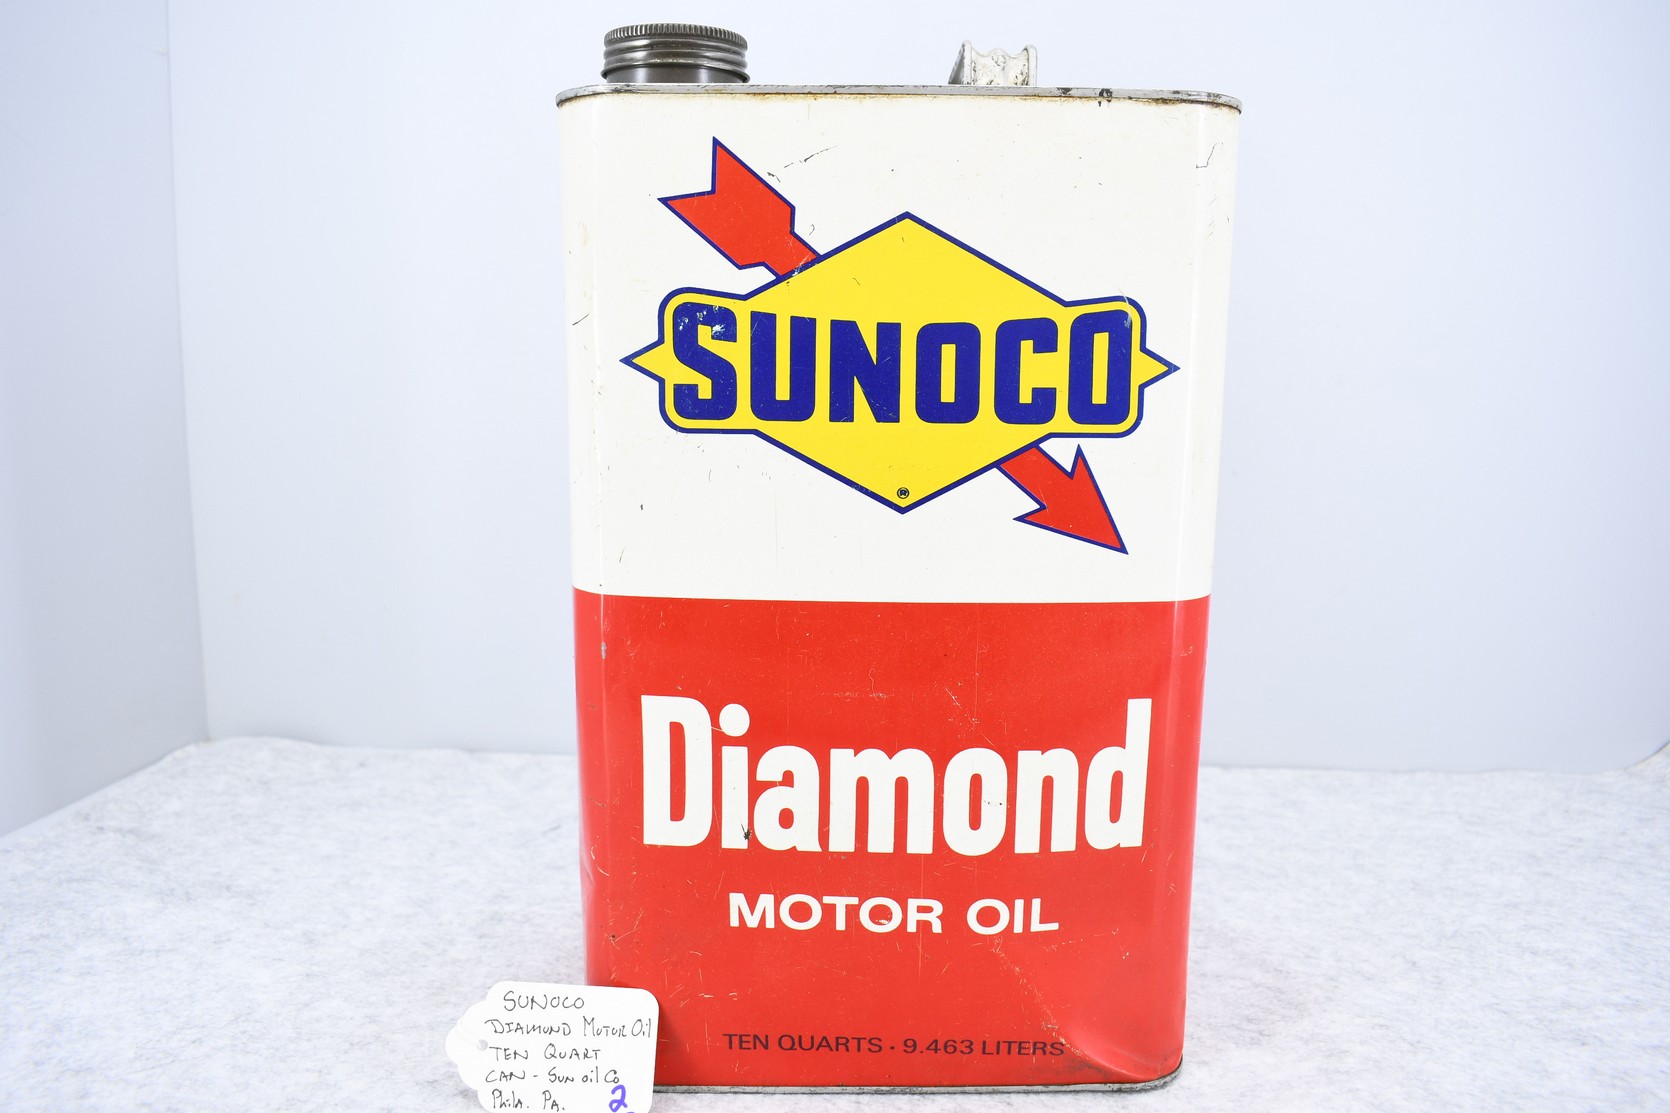 SUNOCO
®
Diamond
MOTOR OIL
TEN QUARTS · 9.463 LITERS
SUNOCO
DIAMOND MOTOR Oil
TEN QUART
CAN - Sun oil Co
Phila. PA.
2